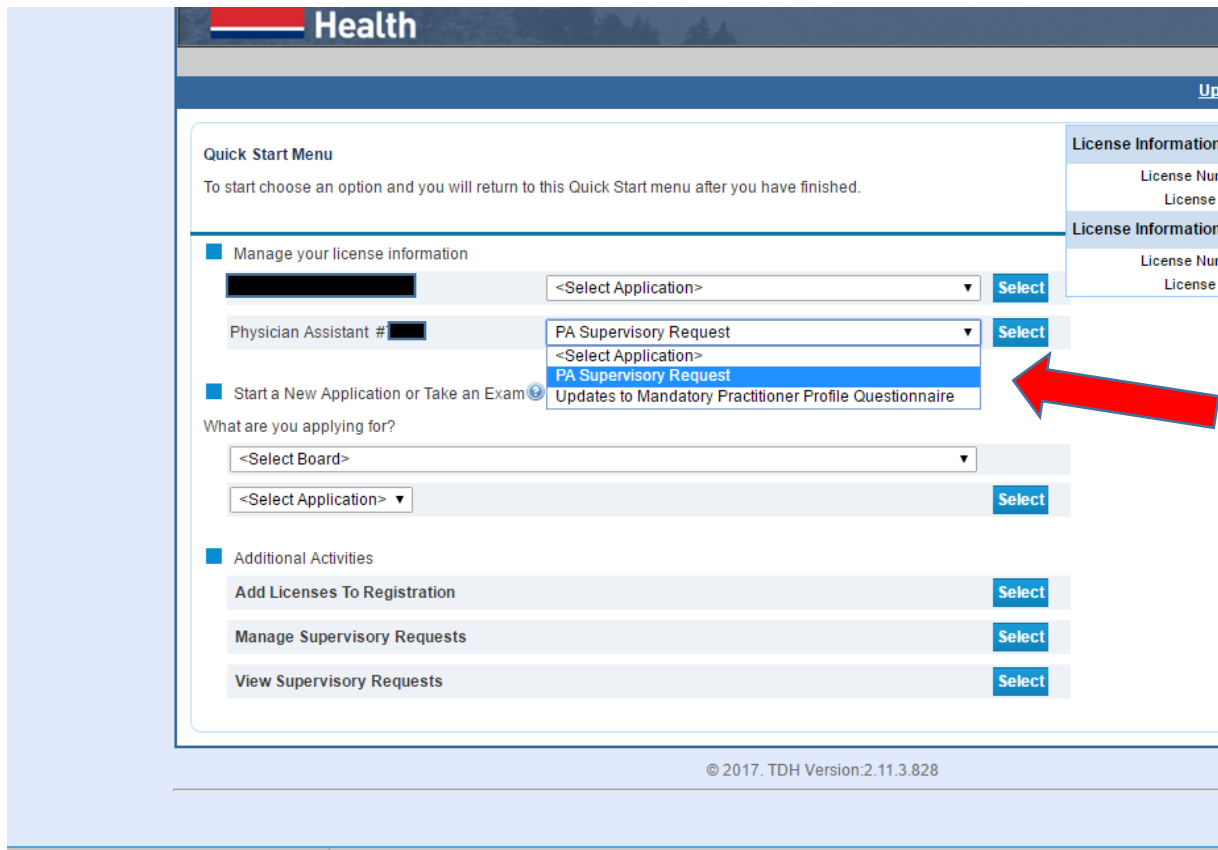 Health
Up
Quick Start Menu
To start choose an option and you will return to this Quick Start menu after you have finished.
License Information
License Nu
License
License Information
License Nu
License
Manage your license information
<Select Application> ▼ Select
Physician Assistant # PA Supervisory Request ▼ Select
<Select Application>
PA Supervisory Request
Updates to Mandatory Practitioner Profile Questionnaire
Start a New Application or Take an Exam ?
What are you applying for?
<Select Board> ▼
<Select Application> ▼ Select
Additional Activities
Add Licenses To Registration Select
Manage Supervisory Requests Select
View Supervisory Requests Select
© 2017. TDH Version:2.11.3.828